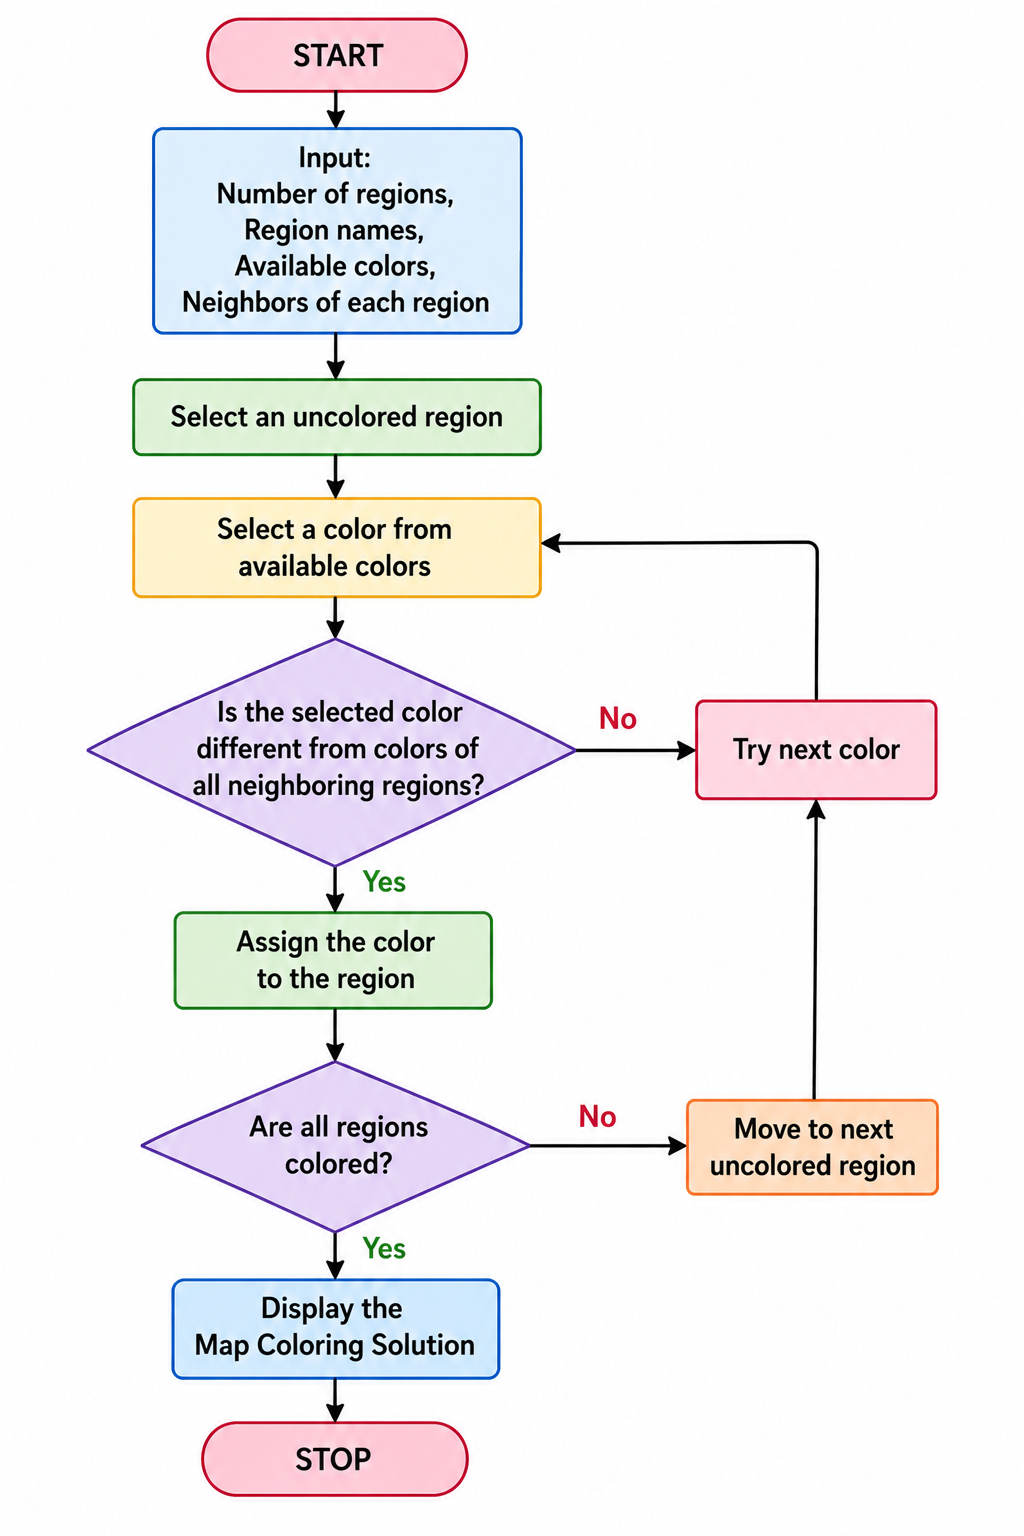 START
Input:
Number of regions,
Region names,
Available colors,
Neighbors of each region
Select an uncolored region
Select a color from
available colors
Is the selected color
different from colors of
all neighboring regions?
No
Try next color
Yes
Assign the color
to the region
Are all regions
colored?
No
Move to next
uncolored region
Yes
Display the
Map Coloring Solution
STOP